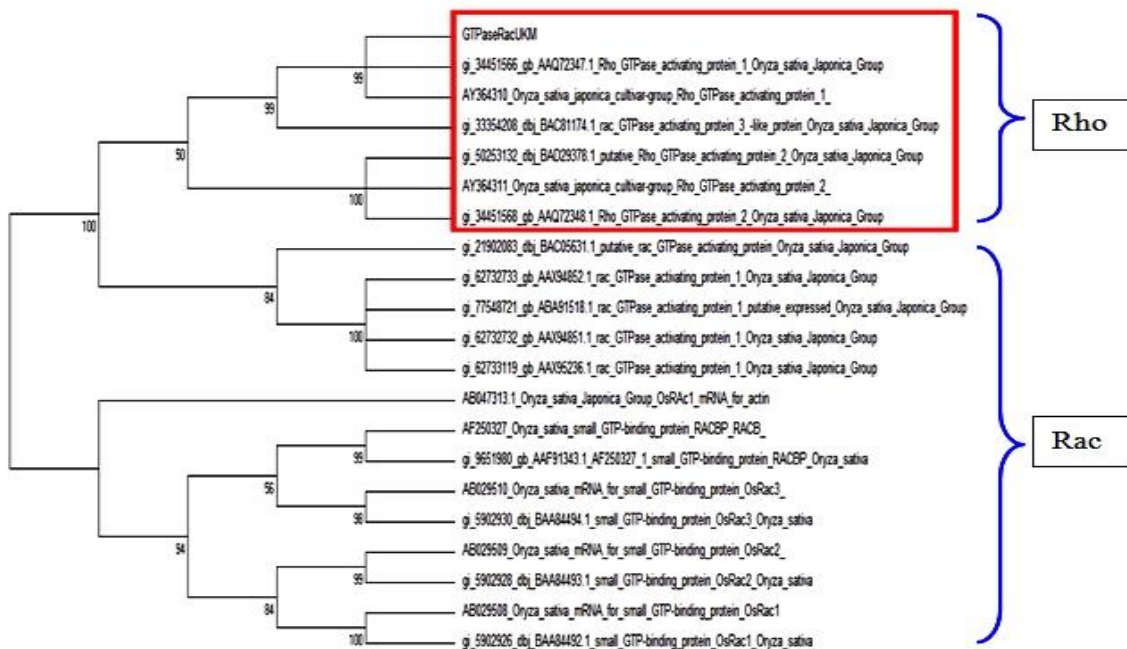 GTPaseRacUKM
gi_34451566_gb_AAQ72347.1_Rho_GTPase_activating_protein_1_Oryza_sativa_Japonica_Group
AY364310_Oryza_sativa_japonica_cultivar-group_Rho_GTPase_activating_protein_1_
gi_33354208_dbj_BAC81174.1_rac_GTPase_activating_protein_3_-like_protein_Oryza_sativa_Japonica_Group
gi_50253132_dbj_BAD29378.1_putative_Rho_GTPase_activating_protein_2_Oryza_sativa_Japonica_Group
AY364311_Oryza_sativa_japonica_cultivar-group_Rho_GTPase_activating_protein_2_
gi_34451568_gb_AAQ72348.1_Rho_GTPase_activating_protein_2_Oryza_sativa_Japonica_Group
gi_21902083_dbj_BAC05631.1_putative_rac_GTPase_activating_protein_Oryza_sativa_Japonica_Group
gi_62732733_gb_AAX94852.1_rac_GTPase_activating_protein_1_Oryza_sativa_Japonica_Group
gi_77548721_gb_ABA91518.1_rac_GTPase_activating_protein_1_putative_expressed_Oryza_sativa_Japonica_Group
gi_62732732_gb_AAX94851.1_rac_GTPase_activating_protein_1_Oryza_sativa_Japonica_Group
gi_62733119_gb_AAX95236.1_rac_GTPase_activating_protein_1_Oryza_sativa_Japonica_Group
AB047313.1_Oryza_sativa_Japonica_Group_OsRAc1_mRNA_for_actin
AF250327_Oryza_sativa_small_GTP-binding_protein_RACBP_RACB_
gi_9651980_gb_AAF91343.1_AF250327_1_small_GTP-binding_protein_RACBP_Oryza_sativa
AB029510_Oryza_sativa_mRNA_for_small_GTP-binding_protein_OsRac3_
gi_5902930_dbj_BAA84494.1_small_GTP-binding_protein_OsRac3_Oryza_sativa
AB029509_Oryza_sativa_mRNA_for_small_GTP-binding_protein_OsRac2_
gi_5902928_dbj_BAA84493.1_small_GTP-binding_protein_OsRac2_Oryza_sativa
AB029508_Oryza_sativa_mRNA_for_small_GTP-binding_protein_OsRac1
gi_5902926_dbj_BAA84492.1_small_GTP-binding_protein_OsRac1_Oryza_sativa
99
99
50
100
100
84
100
99
56
98
94
99
84
100
Rho
Rac